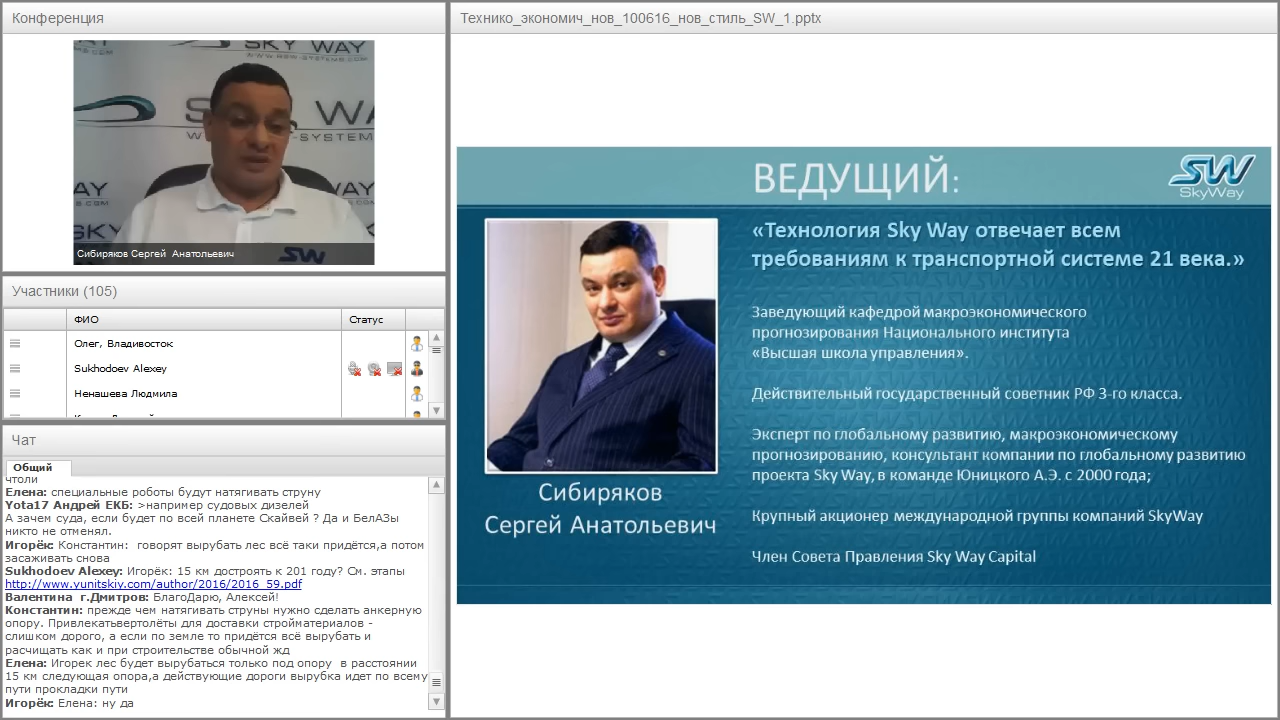 Конференция
SKY WAY
WWW.SW-SYSTEMS.COM
Сибиряков Сергей Анатольевич
Участники (105)
ФИО
Статус
Олег, Владивосток
Sukhodoev Alexey
Ненашева Людмила
Чат
Общий
чтоли
Елена: специальные роботы будут натягивать струну
Yota17 Андрей ЕКБ: >например судовых дизелей
А зачем суда, если будет по всей планете Скайвей ? Да и БелАЗы
никто не отменял.
Игорёк: Константин: говорят вырубать лес всё таки придётся,а потом
засаживать снова
Sukhodoev Alexey: Игорёк: 15 км достроять к 201 году? См. этапы
http://www.yunitskiy.com/author/2016/2016_59.pdf
Валентина г.Дмитров: БлагоДарю, Алексей!
Константин: прежде чем натягивать струны нужно сделать анкерную
опору. Привлекатьвертолёты для доставки стройматериалов -
слишком дорого, а если по земле то придётся всё вырубать и
расчищать как и при строительстве обычной жд
Елена: Игорек лес будет вырубаться только под опору в расстоянии
15 км следующая опора,а действующие дороги вырубка идет по всему
пути прокладки пути
Игорёк: Елена: ну да
Технико_экономич_нов_100616_нов_стиль_SW_1.pptx
ВЕДУЩИЙ:
SW
SkyWay
«Технология Sky Way отвечает всем
требованиям к транспортной системе 21 века.»
Заведующий кафедрой макроэкономического
прогнозирования Национального института
«Высшая школа управления».
Действительный государственный советник РФ 3-го класса.
Эксперт по глобальному развитию, макроэкономическому
прогнозированию, консультант компании по глобальному развитию
проекта Sky Way, в команде Юницкого А.Э. с 2000 года;
Крупный акционер международной группы компаний SkyWay
Член Совета Правления Sky Way Capital
Сибиряков
Сергей Анатольевич